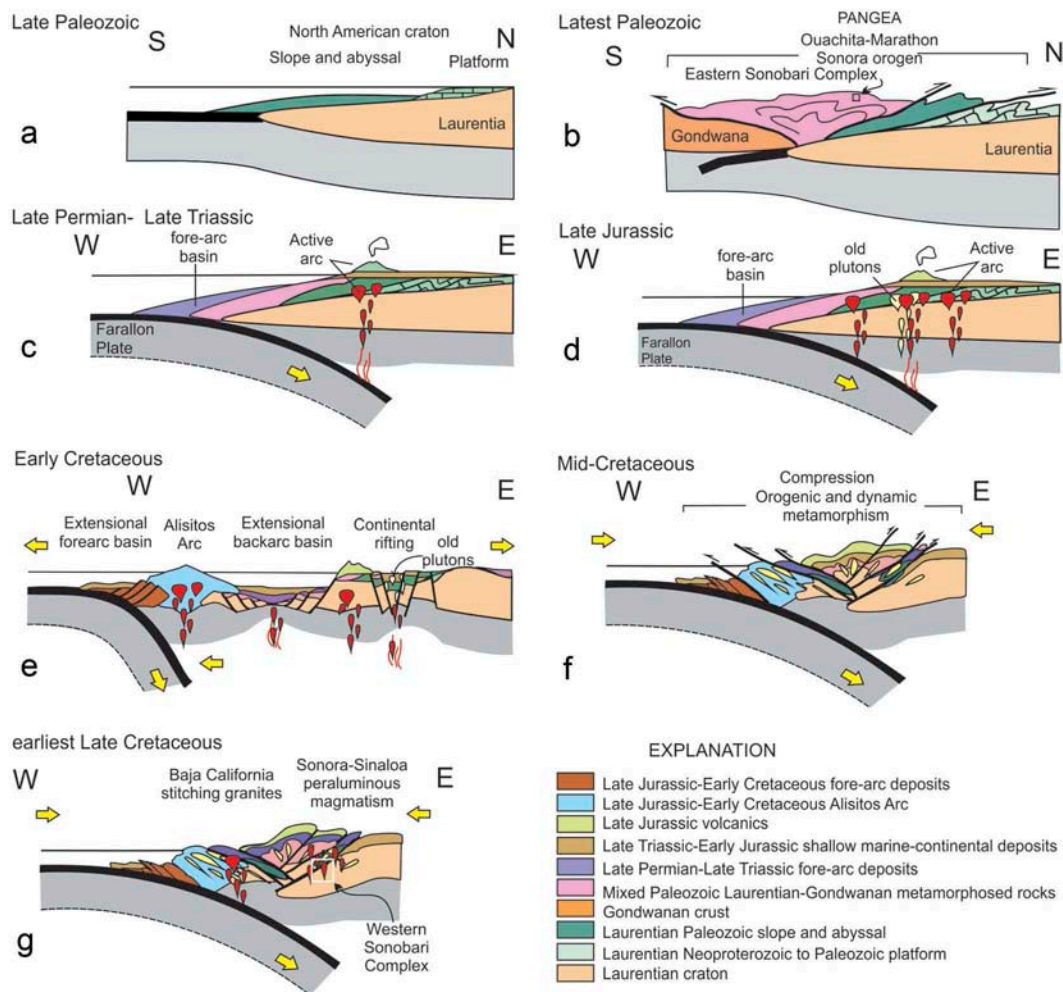 Late Paleozoic
S
North American craton
N
Slope and abyssal
Platform
Laurentia
a
Latest Paleozoic
PANGEA
S
Ouachita-Marathon
Sonora orogen
N
Eastern Sonobari Complex
Gondwana
Laurentia
b
Late Permian- Late Triassic
W
fore-arc
basin
Active
arc
E
Farallon
Plate
c
Late Jurassic
W
fore-arc
basin
old
plutons
Active
arc
E
Farallon
Plate
d
Early Cretaceous
W
E
Extensional
forearc basin
Alisitos
Arc
Extensional
backarc basin
Continental
rifting
old
plutons
e
Mid-Cretaceous
W
Compression
Orogenic and dynamic
metamorphism
E
f
earliest Late Cretaceous
W
Baja California
stitching granites
Sonora-Sinaloa
peraluminous
magmatism
E
Western
Sonobari
Complex
g
EXPLANATION
Late Jurassic-Early Cretaceous fore-arc deposits
Late Jurassic-Early Cretaceous Alisitos Arc
Late Jurassic volcanics
Late Triassic-Early Jurassic shallow marine-continental deposits
Late Permian-Late Triassic fore-arc deposits
Mixed Paleozoic Laurentian-Gondwanan metamorphosed rocks
Gondwanan crust
Laurentian Paleozoic slope and abyssal
Laurentian Neoproterozoic to Paleozoic platform
Laurentian craton